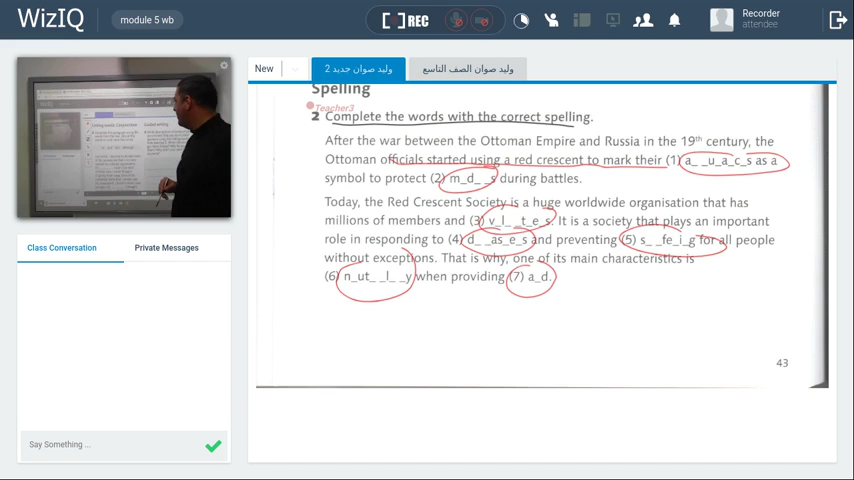 WizIQ
module 5 wb
REC
Recorder
attendee
New
وليد صوان جديد 2
وليد صوان الصف التاسع
Spelling
Teacher3
2 Complete the words with the correct spelling.
After the war between the Ottoman Empire and Russia in the 19th century, the
Ottoman officials started using a red crescent to mark their (1) a_ _u_a_c_s as a
symbol to protect (2) m_d_ _s during battles.
Today, the Red Crescent Society is a huge worldwide organisation that has
millions of members and (3) v_l_ _t_e_s. It is a society that plays an important
role in responding to (4) d_ _as_e_s and preventing (5) s_ _fe_i_g for all people
without exceptions. That is why, one of its main characteristics is
(6) n_ut_ _l_ _y when providing (7) a_d.
43
Class Conversation
Private Messages
Say Something ...